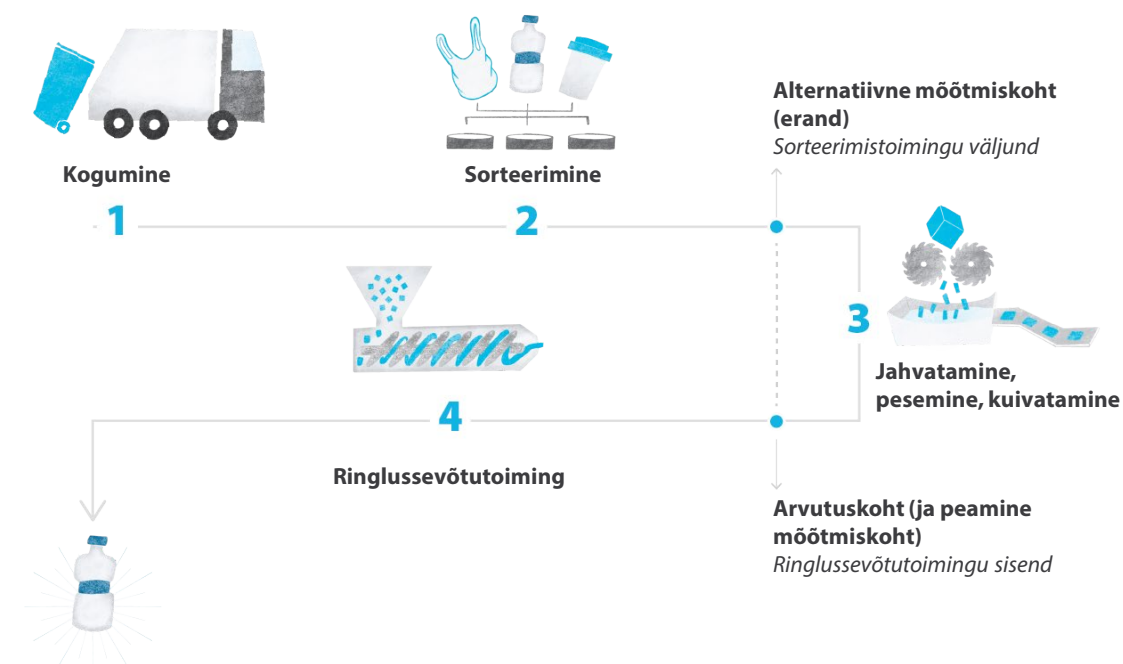 Kogumine
1
Sorteerimine
2
Alternatiivne mõõtmiskoht
(erand)
Sorteerimistoimingu väljund
3
Jahvatamine,
pesemine, kuivatamine
4
Ringlussevõtutoiming
Arvutuskoht (ja peamine
mõõtmiskoht)
Ringlussevõtutoimingu sisend